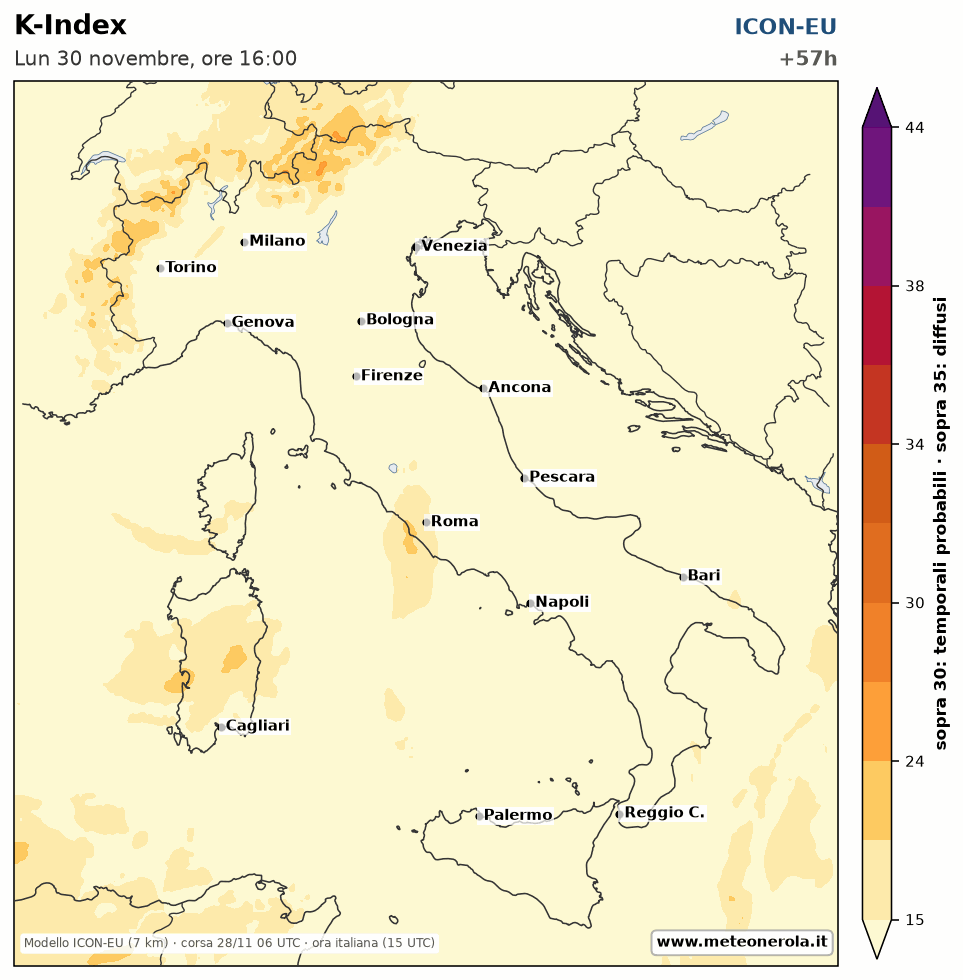 K-Index
ICON-EU
Lun 30 novembre, ore 16:00
+57h
44
38
34
30
24
15
sopra 30: temporali probabili · sopra 35: diffusi
Milano
Venezia
Torino
Genova
Bologna
Firenze
Ancona
Pescara
Roma
Bari
Napoli
Cagliari
Palermo
Reggio C.
Modello ICON-EU (7 km) · corsa 28/11 06 UTC · ora italiana (15 UTC)
www.meteonerola.it